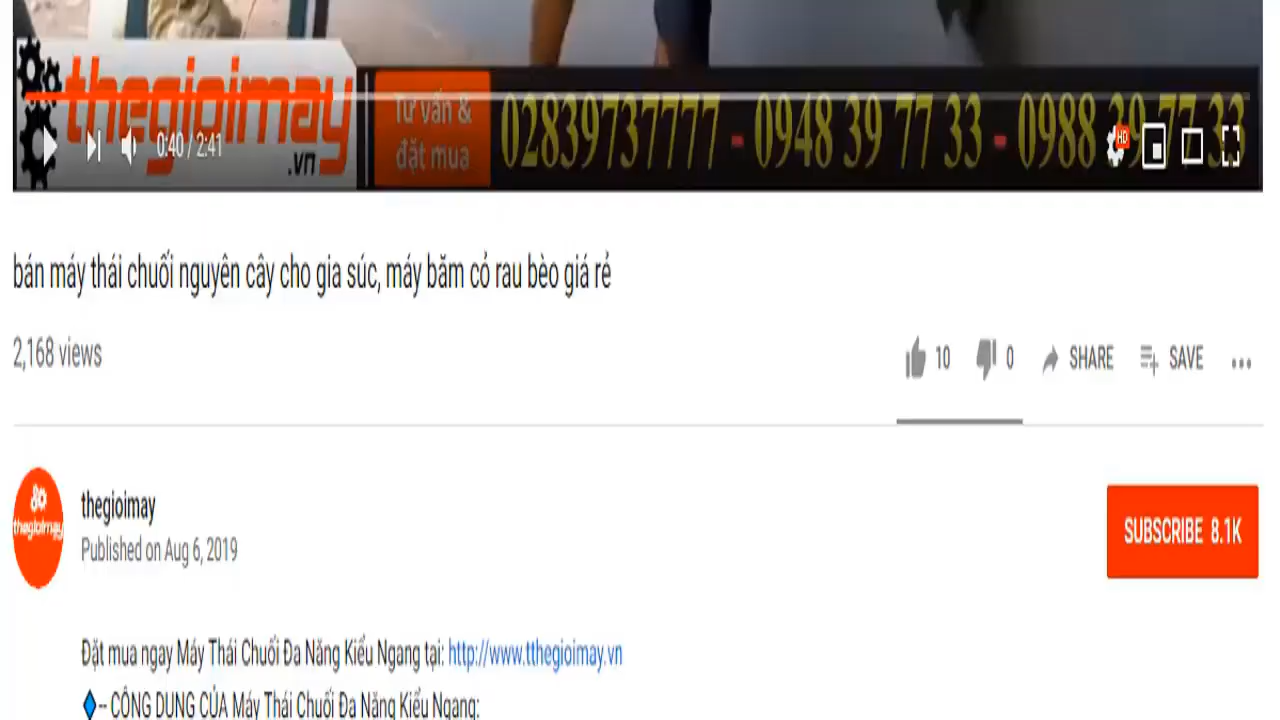 thegioimay
.vn
Tư vấn &
đặt mua
02839737777 - 0948 39 77 33 - 0988 39 77 33
0:40 / 2:41
HD
bán máy thái chuối nguyên cây cho gia súc, máy băm cỏ rau bèo giá rẻ
2,168 views
10 0 SHARE SAVE
thegioimay
thegioimay
Published on Aug 6, 2019
SUBSCRIBE 8.1K
Đặt mua ngay Máy Thái Chuối Đa Năng Kiểu Ngang tại: http://www.tthegioimay.vn
-- CÔNG DỤNG CỦA Máy Thái Chuối Đa Năng Kiểu Ngang: